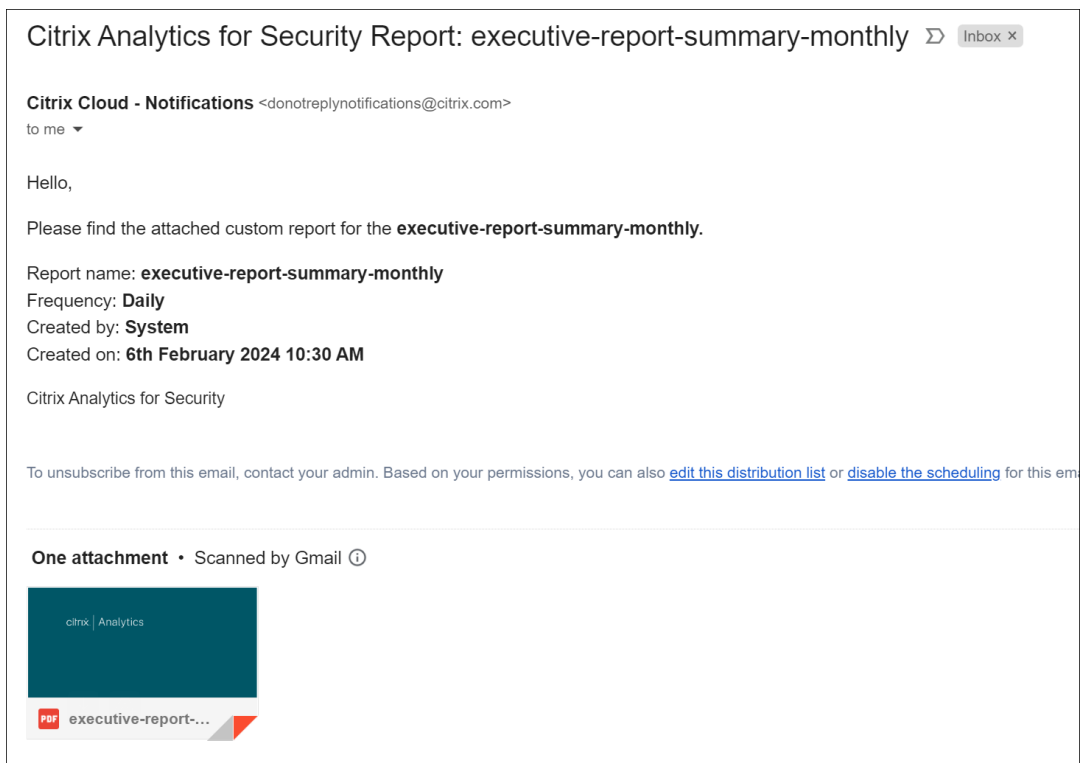 Citrix Analytics for Security Report: executive-report-summary-monthly Inbox ×
Citrix Cloud - Notifications <donotreplynotifications@citrix.com>
to me
Hello,
Please find the attached custom report for the executive-report-summary-monthly.
Report name: executive-report-summary-monthly
Frequency: Daily
Created by: System
Created on: 6th February 2024 10:30 AM
Citrix Analytics for Security
To unsubscribe from this email, contact your admin. Based on your permissions, you can also edit this distribution list or disable the scheduling for this ema
One attachment • Scanned by Gmail
citrix | Analytics
PDF executive-report-...